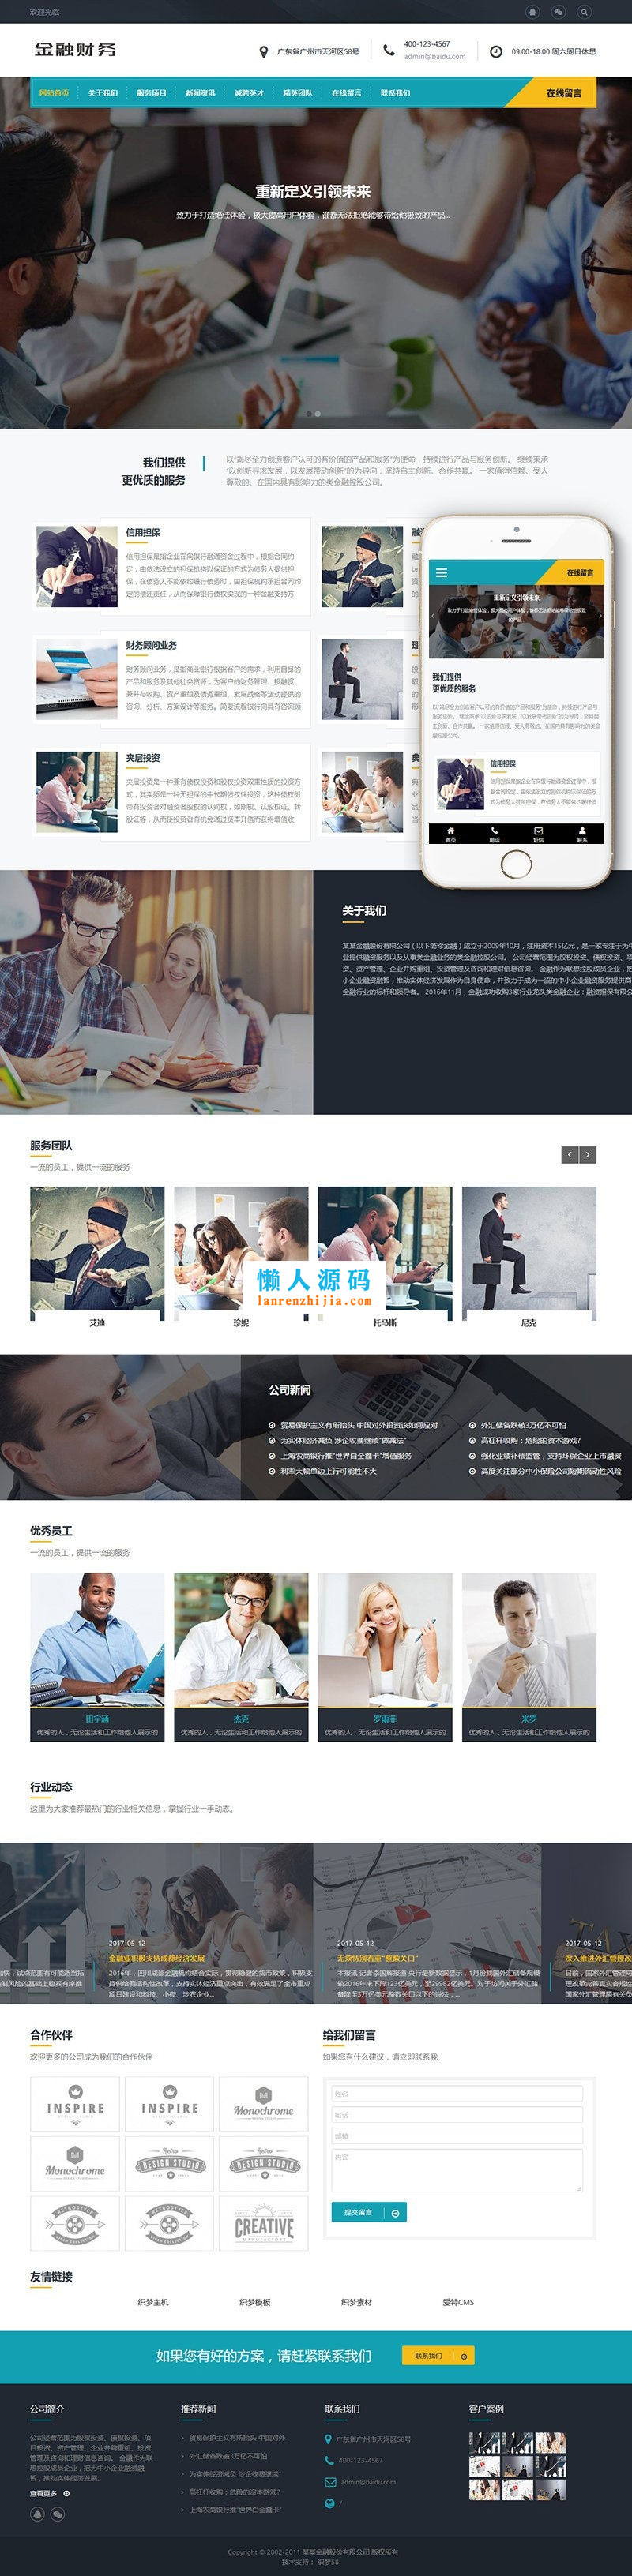 欢迎光临
金融财务
广东省广州市天河区58号
400-123-4567
admin@baidu.com
09:00-18:00 周六周日休息
网站首页
关于我们
服务项目
新闻资讯
诚聘英才
精英团队
在线留言
联系我们
在线留言
重新定义引领未来
致力于打造绝佳体验，极大提高用户体验，谁都无法拒绝能够带给他极致的产品...
我们提供
更优质的服务
以“竭尽全力创造客户认可的有价值的产品和服务”为使命，持续进行产品与服务创新。 继续秉承
“以创新寻求发展，以发展带动创新”的为导向，坚持自主创新、合作共赢。 一家值得信赖、受人
尊敬的、在国内具有影响力的类金融控股公司。
信用担保
信用担保是指企业在向银行融通资金过程中，根据合同约
定，由依法设立的担保机构以保证的方式为债务人提供担
保，在债务人不能依约履行债务时，由担保机构承担合同约
定的偿还责任，从而保障银行债权实现的一种金融支持方
财务顾问业务
财务顾问业务，是指商业银行根据客户的需求，利用自身的
产品和服务及其他社会资源，为客户的财务管理、投融资、
兼并与收购、资产重组及债务重组、发展战略等活动提供的
咨询、分析、方案设计等服务。简要流程银行向具有咨询顾
夹层投资
夹层投资是一种兼有债权投资和股权投资双重性质的投资方
式，其实质是一种无担保的中长期债权性投资，这种债权附
带有投资者对融资者股权的认购权，如期权、认股权证、转
股证等，从而使投资者有机会通过资本升值而获得增值收
在线留言
重新定义引领未来
致力于打造绝佳体验，极大提高用户体验，谁都无法拒绝能够带给他极致
的产品...
我们提供
更优质的服务
信用担保
首页
电话
短信
联系
关于我们
某某金融股份有限公司（以下简称金融）成立于2009年10月，注册资本15亿元，是一家专注于为中
业提供融资服务以及从事类金融业务的类金融控股公司。 公司经营范围为股权投资、债权投资、项
资、资产管理、企业并购重组、投资管理及咨询和理财信息咨询。 金融作为联想控股成员企业，把
小企业融资融智，推动实体经济发展作为自身使命，并致力于成为一流的中小企业融资服务提供商
金融行业的标杆和领导者。 2016年11月，金融成功收购3家行业龙头类金融企业：融资担保有限公
服务团队
一流的员工，提供一流的服务
艾迪
珍妮
托马斯
尼克
懒人源码
lanrenzhijia.com
公司新闻
贸易保护主义有所抬头 中国对外投资该如何应对
外汇储备跌破3万亿不可怕
为实体经济减负 涉企收费继续“做减法”
高杠杆收购：危险的资本游戏?
上海农商银行推“世界白金鑫卡”增值服务
强化业绩补偿监管，支持环保企业上市融资
利率大幅单边上行可能性不大
高度关注部分中小保险公司短期流动性风险
优秀员工
一流的员工，提供一流的服务
田宇涵
杰克
罗雨菲
米罗
优秀的人，无论生活和工作给他人展示的
优秀的人，无论生活和工作给他人展示的
优秀的人，无论生活和工作给他人展示的
优秀的人，无论生活和工作给他人展示的
行业动态
这里为大家推荐最热门的行业相关信息，掌握行业一手动态。
2017-05-12
金融业积极支持成都经济发展
2016年，四川成都金融机构结合实际，贯彻稳健的货币政策，积极支
持供给侧结构性改革，支持实体经济重点突出，有效满足了全市重点
项目建设和科技、小微、涉农企业...
2017-05-12
无须特别看重“整数关口”
本报讯 记者李国辉报道 央行最新数据显示，1月份我国外汇储备规模
较2016年末下降123亿美元，至29982亿美元。对于坊间关于外汇储
备降至3万亿美元整数关口以下的说法，...
2017-05-12
深入推进外汇管理改
合作伙伴
欢迎更多的公司成为我们的合作伙伴
INSPIRE
INSPIRE
Monochrome
Monochrome
Retro
DESIGN STUDIO
Retro
DESIGN STUDIO
RETROSTYLE
RETROSTYLE
CREATIVE
MANUFACTORY
给我们留言
如果您有什么建议，请立即联系我
姓名
电话
邮箱
内容
提交留言
友情链接
织梦主机
织梦模板
织梦素材
爱特CMS
如果您有好的方案，请赶紧联系我们
联系我们
公司简介
公司经营范围为股权投资、债权投资、项
目投资、资产管理、企业并购重组、投资
管理及咨询和理财信息咨询。 金融作为联
想控股成员企业，把为中小企业融资融
智，推动实体经济发展。
查看更多
推荐新闻
贸易保护主义有所抬头 中国对外
外汇储备跌破3万亿不可怕
为实体经济减负 涉企收费继续“
高杠杆收购：危险的资本游戏?
上海农商银行推“世界白金鑫卡”
联系我们
广东省广州市天河区58号
400-123-4567
admin@baidu.com
/
客户案例
Copyright © 2002-2011 某某金融股份有限公司 版权所有
技术支持： 织梦58